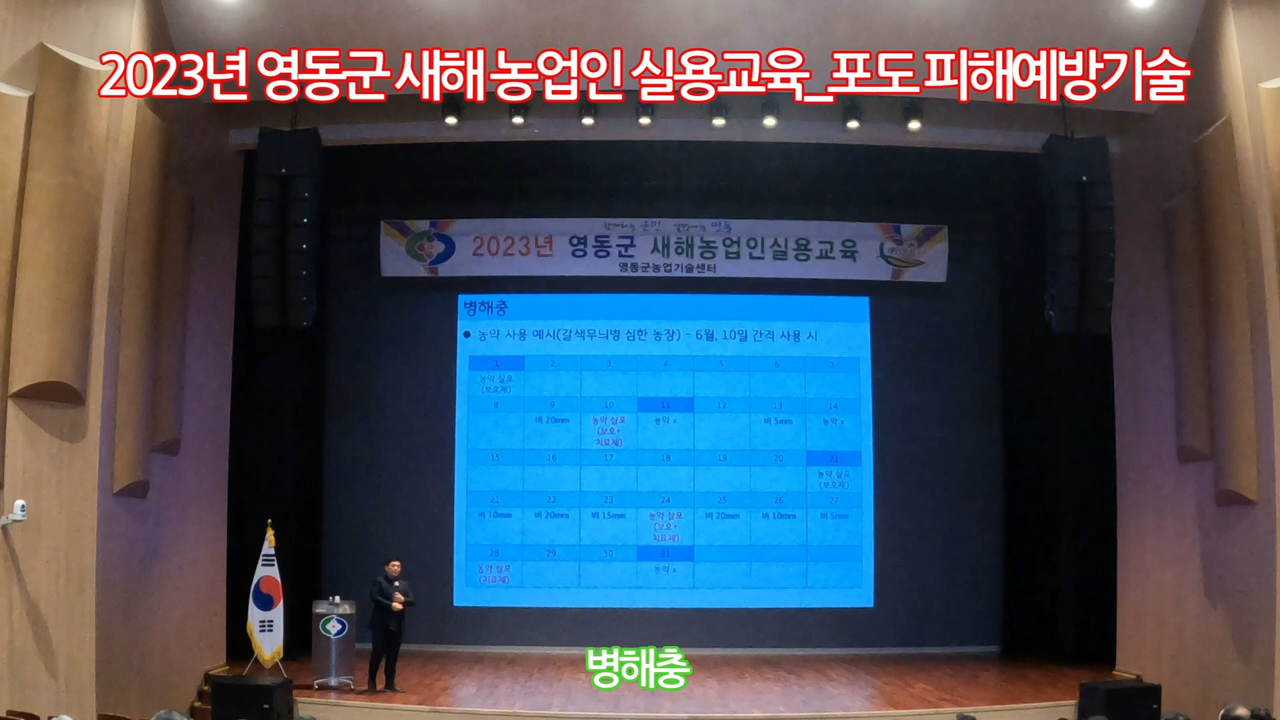 2023년 영동군 새해 농업인 실용교육_포도 피해예방기술
2023년 영동군 새해농업인실용교육
영동군농업기술센터
병해충
● 농약 사용 예시(갈색무늬병 심한 농장) - 6월, 10일 간격 사용 시
1 2 3 4 5 6 7
농약 살포
(보호제)
8 9 10 11 12 13 14
비 20mm 농약 살포 농약 x 비 5mm 농약 x
(보호+
치료제)
15 16 17 18 19 20 21
농약 살포
(보호제)
21 22 23 24 25 26 27
비 10mm 비 20mm 비 15mm 농약 살포 비 20mm 비 10mm 비 5mm
(보호+
치료제)
28 29 30 31
농약 살포 농약 x
(치료제)
병해충